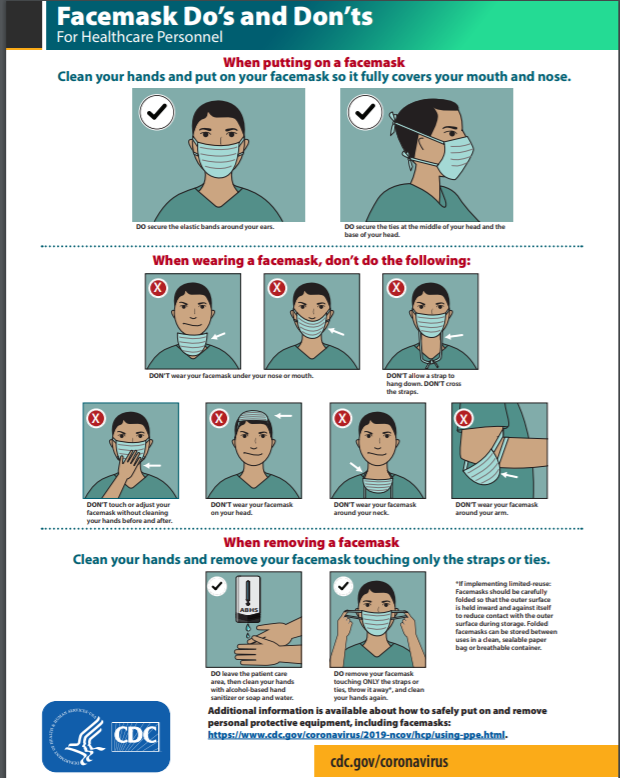 Facemask Do's and Don'ts
For Healthcare Personnel
When putting on a facemask
Clean your hands and put on your facemask so it fully covers your mouth and nose.
DO secure the elastic bands around your ears.
DO secure the ties at the middle of your head and the
base of your head.
When wearing a facemask, don't do the following:
X
X
X
DON'T wear your facemask under your nose or mouth.
DON'T allow a strap to
hang down. DON'T cross
the straps.
X
X
X
X
DON'T touch or adjust your
facemask without cleaning
your hands before and after.
DON'T wear your facemask
on your head.
DON'T wear your facemask
around your neck.
DON'T wear your facemask
around your arm.
When removing a facemask
Clean your hands and remove your facemask touching only the straps or ties.
ABHS
DO leave the patient care
area, then clean your hands
with alcohol-based hand
sanitizer or soap and water.
DO remove your facemask
touching ONLY the straps or
ties, throw it away*, and clean
your hands again.
*If implementing limited-reuse:
Facemasks should be carefully
folded so that the outer surface
is held inward and against itself
to reduce contact with the outer
surface during storage. Folded
facemasks can be stored between
uses in a clean, sealable paper
bag or breathable container.
Additional information is available about how to safely put on and remove
personal protective equipment, including facemasks:
https://www.cdc.gov/coronavirus/2019-ncov/hcp/using-ppe.html.
CDC
cdc.gov/coronavirus